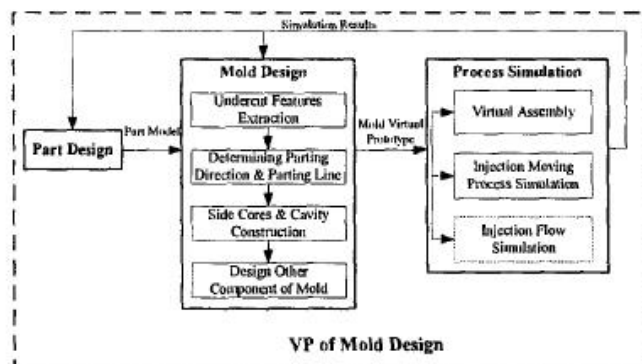 Simulation Results
Mold Design
Process Simulation
Undercut Features
Extraction
Virtual Assembly
Part Design
Part Model
Mold Virtual
Prototype
Determining Parting
Direction & Parting Line
Injection Moving
Process Simulation
Side Cores & Cavity
Construction
Injection Flow
Simulation
Design Other
Component of Mold
VP of Mold Design